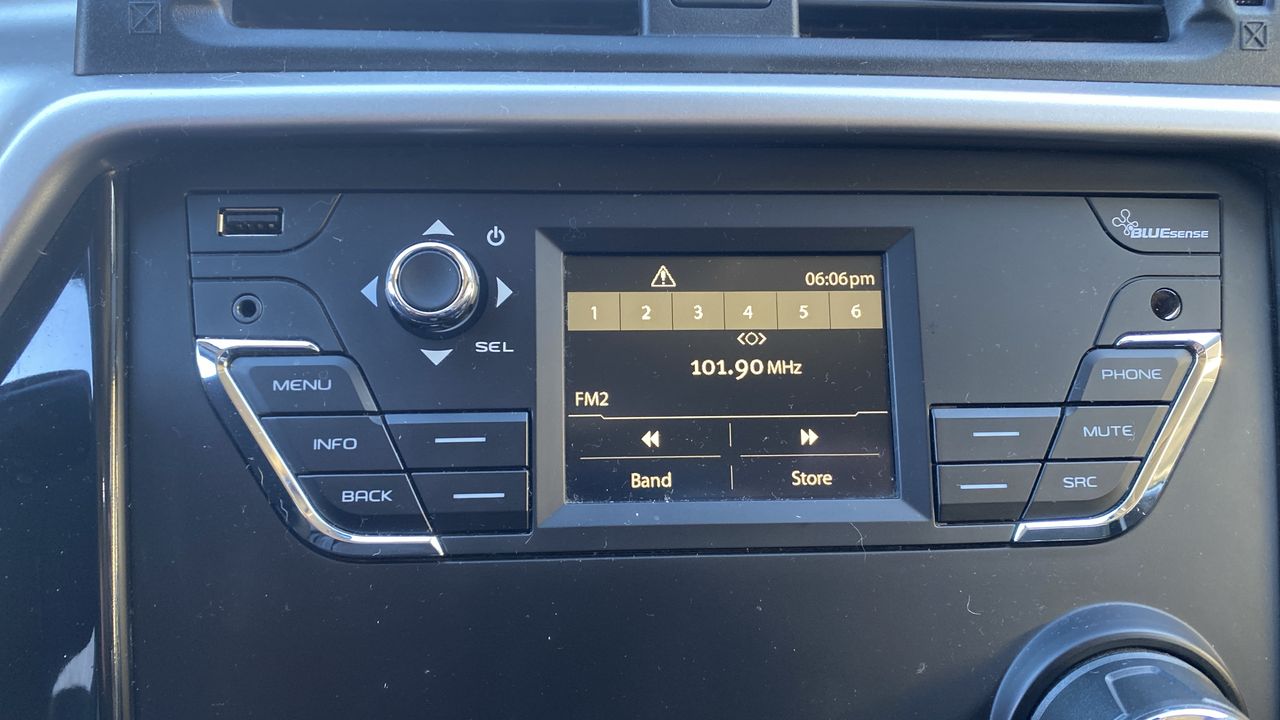 BLUESENSE
06:06pm
1 2 3 4 5 6
SEL
101.90 MHz
FM2
MENU
INFO
BACK
Band
Store
PHONE
MUTE
SRC